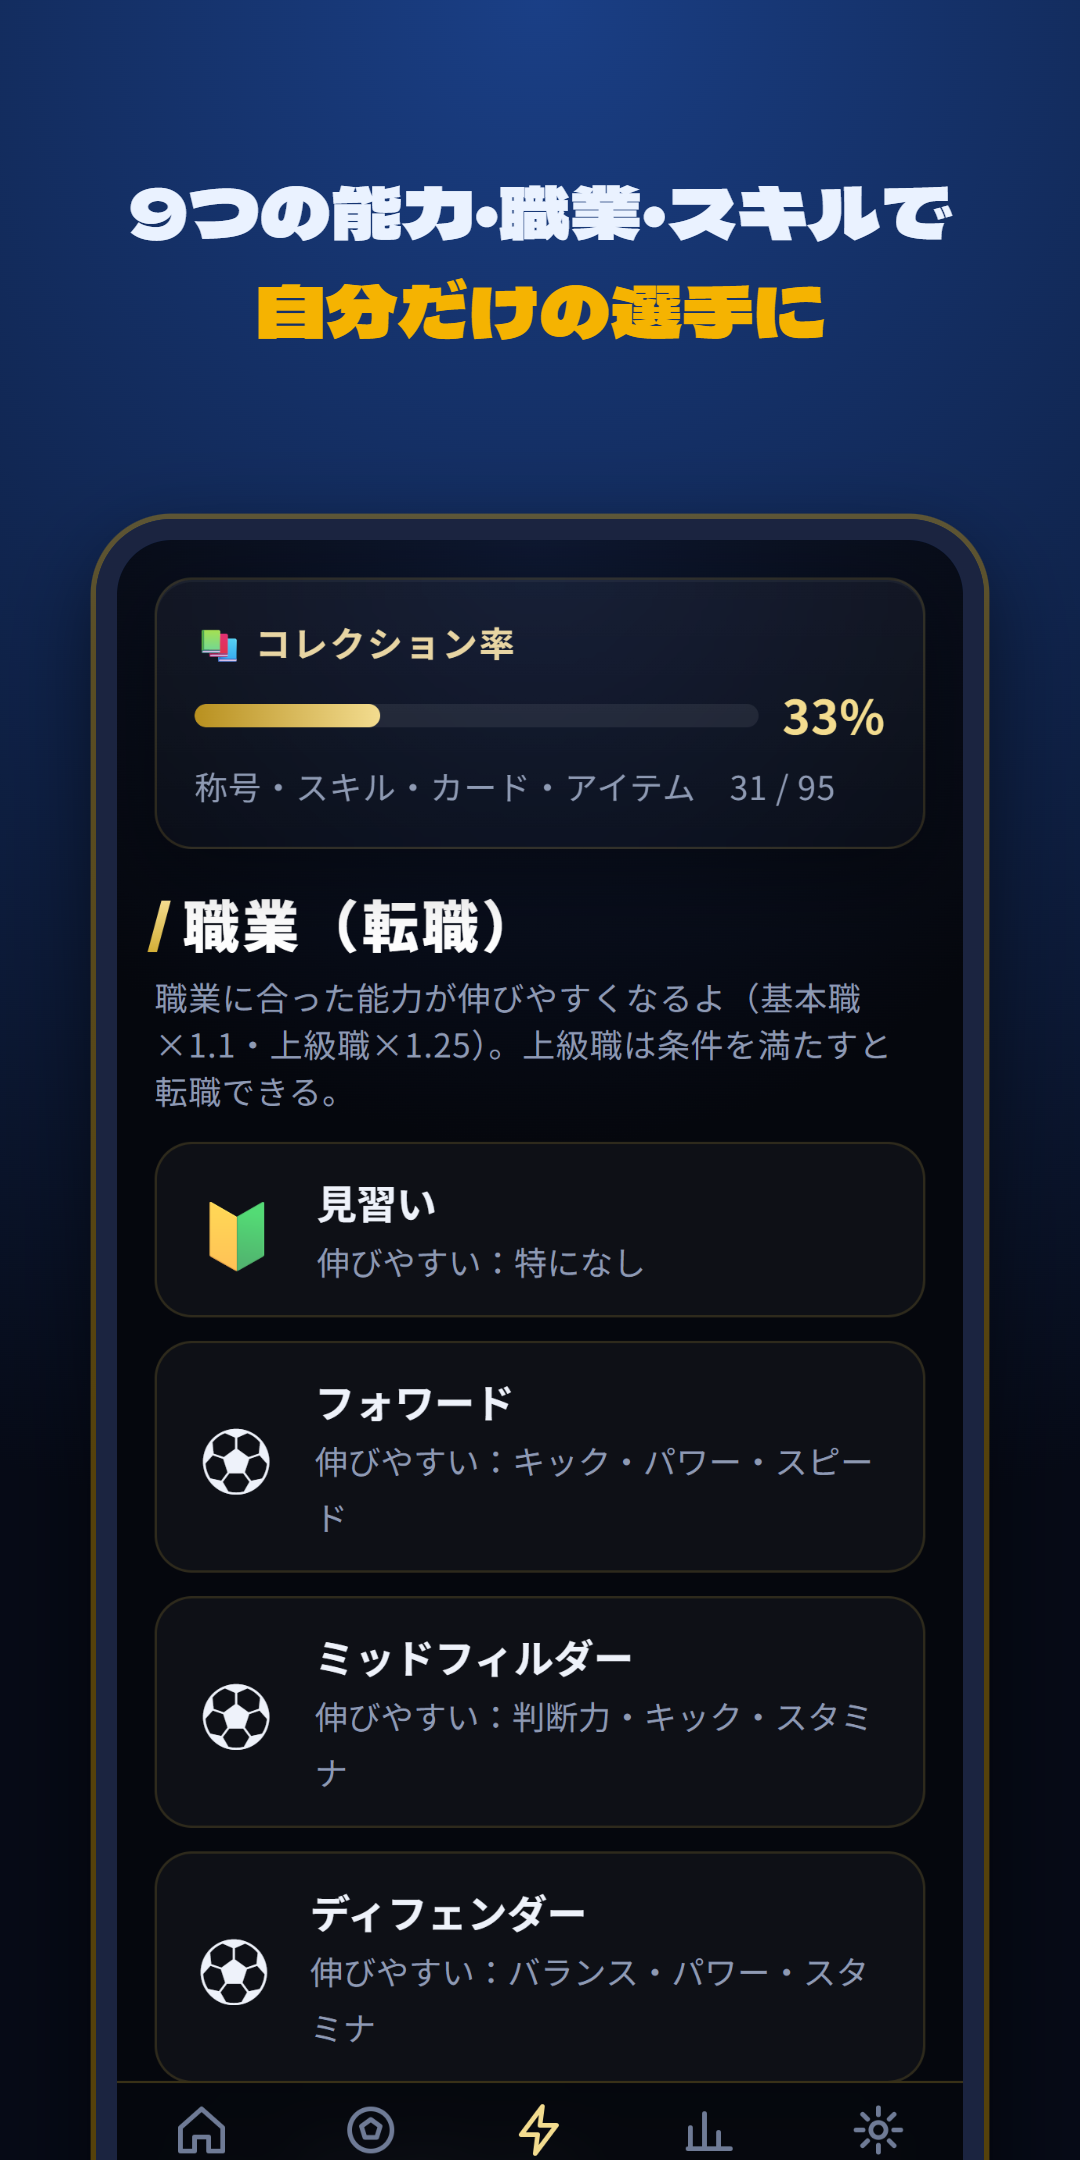 9つの能力・職業・スキルで
自分だけの選手に
コレクション率
33%
称号・スキル・カード・アイテム 31 / 95
職業（転職）
職業に合った能力が伸びやすくなるよ（基本職
×1.1・上級職×1.25）。上級職は条件を満たすと
転職できる。
見習い
伸びやすい：特になし
フォワード
伸びやすい：キック・パワー・スピー
ド
ミッドフィルダー
伸びやすい：判断力・キック・スタミ
ナ
ディフェンダー
伸びやすい：バランス・パワー・スタ
ミナ